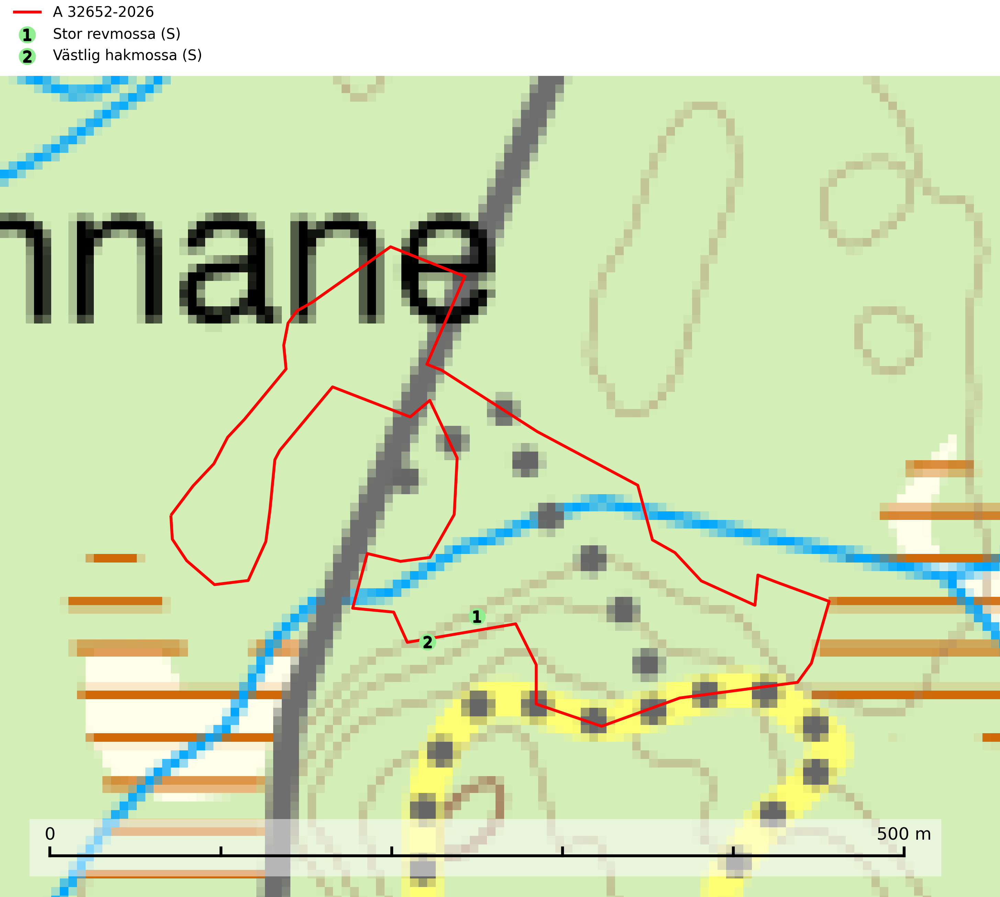 A 32652-2026
1 Stor revmossa (S)
2 Västlig hakmossa (S)
nnane
1
2
0 500 m